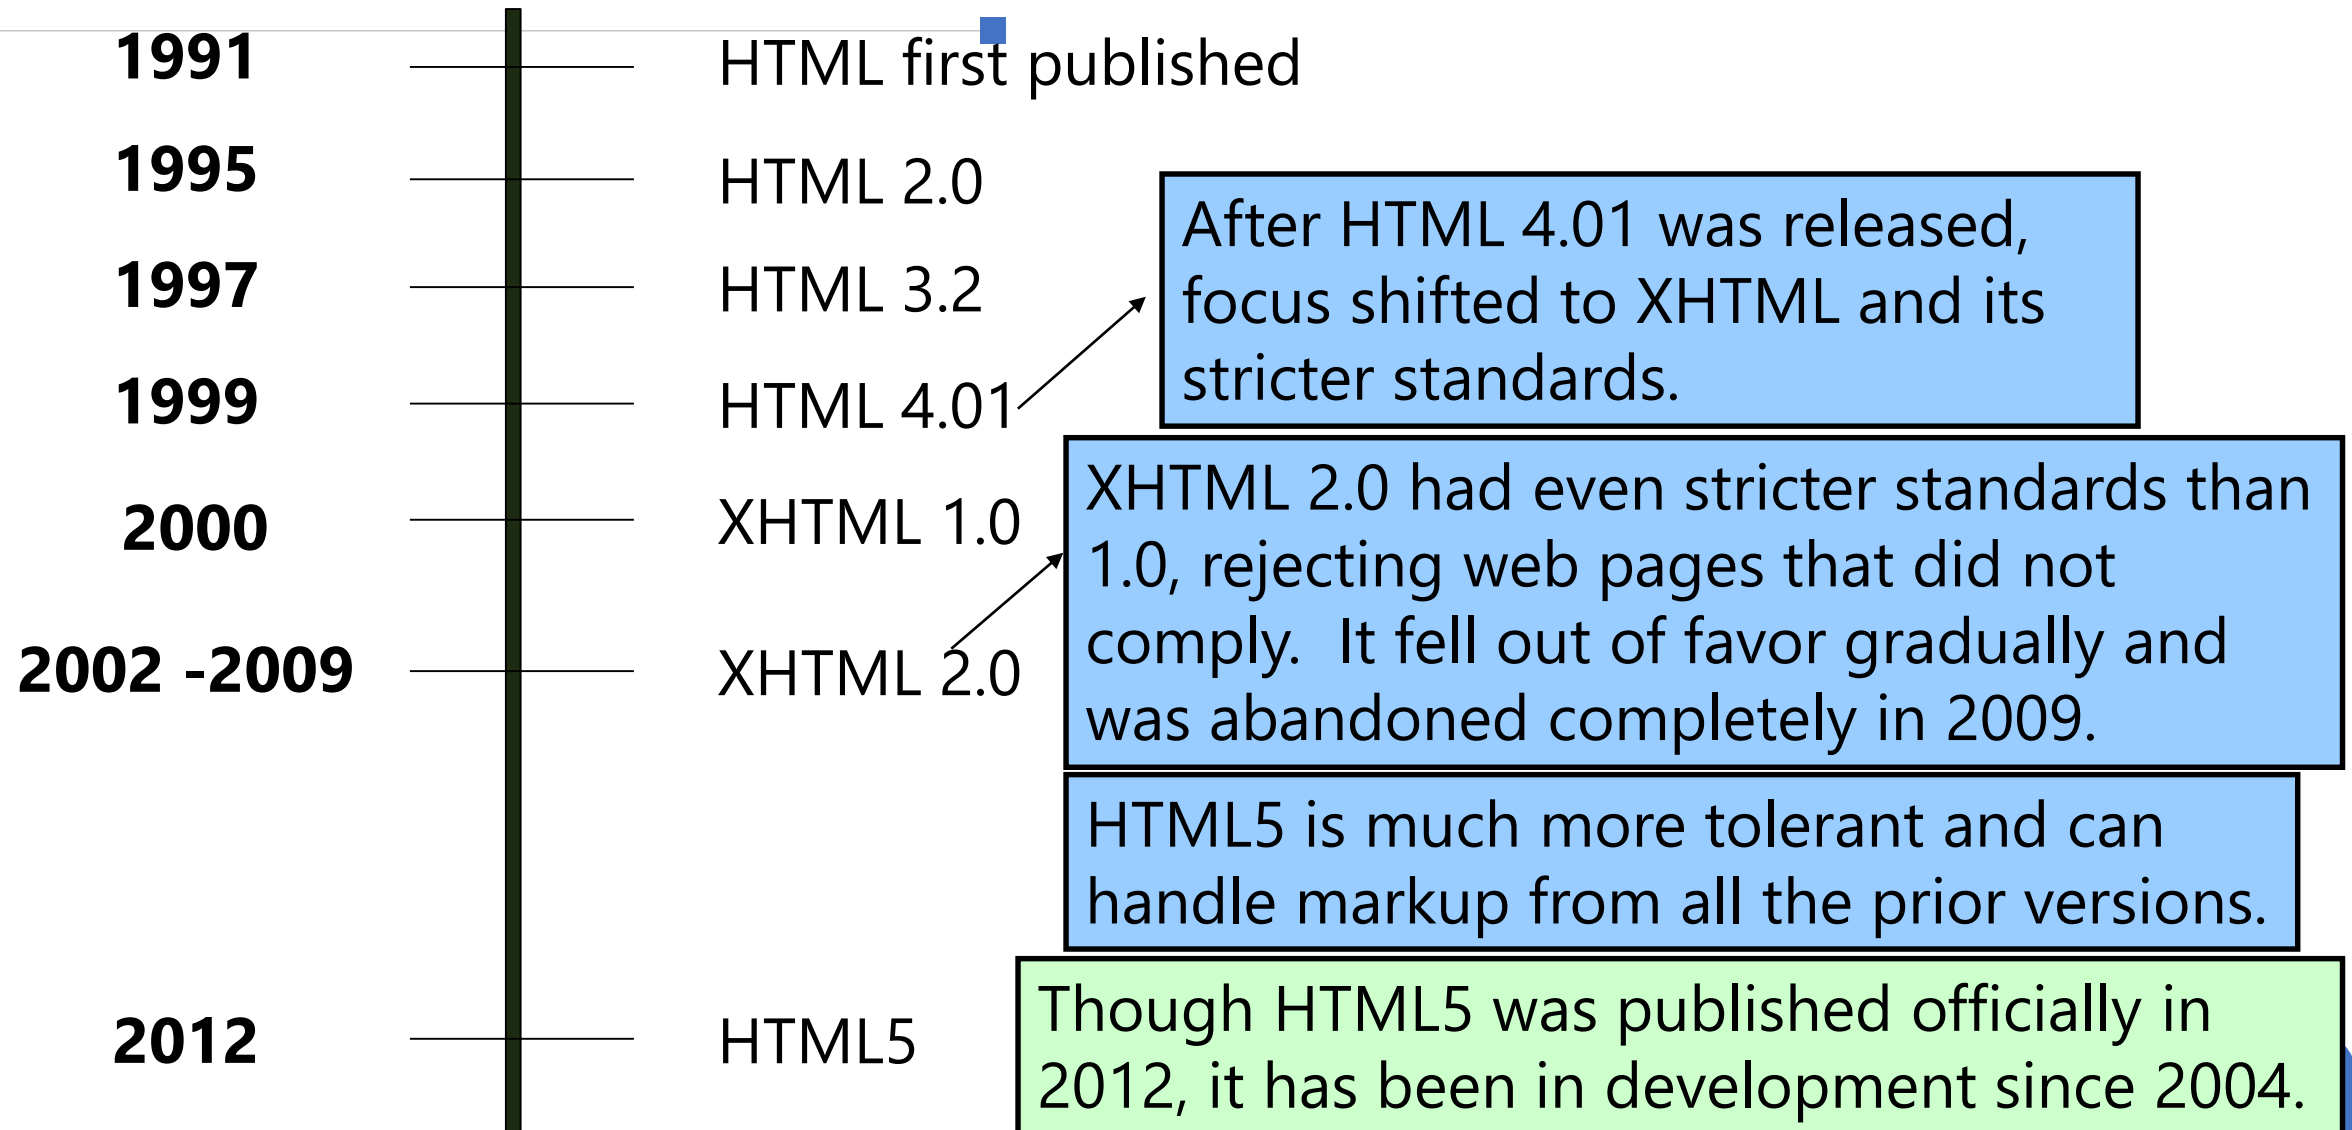 1991 HTML first published
1995 HTML 2.0
1997 HTML 3.2
1999 HTML 4.01
After HTML 4.01 was released,
focus shifted to XHTML and its
stricter standards.
2000 XHTML 1.0
2002 -2009 XHTML 2.0
XHTML 2.0 had even stricter standards than
1.0, rejecting web pages that did not
comply.  It fell out of favor gradually and
was abandoned completely in 2009.
HTML5 is much more tolerant and can
handle markup from all the prior versions.
2012 HTML5
Though HTML5 was published officially in
2012, it has been in development since 2004.